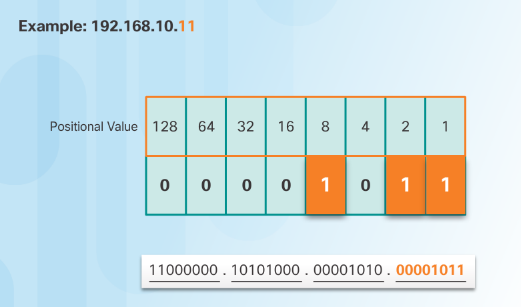 Example: 192.168.10.11
Positional Value 128 64 32 16 8 4 2 1
0 0 0 0 1 0 1 1
11000000 . 10101000 . 00001010 . 00001011